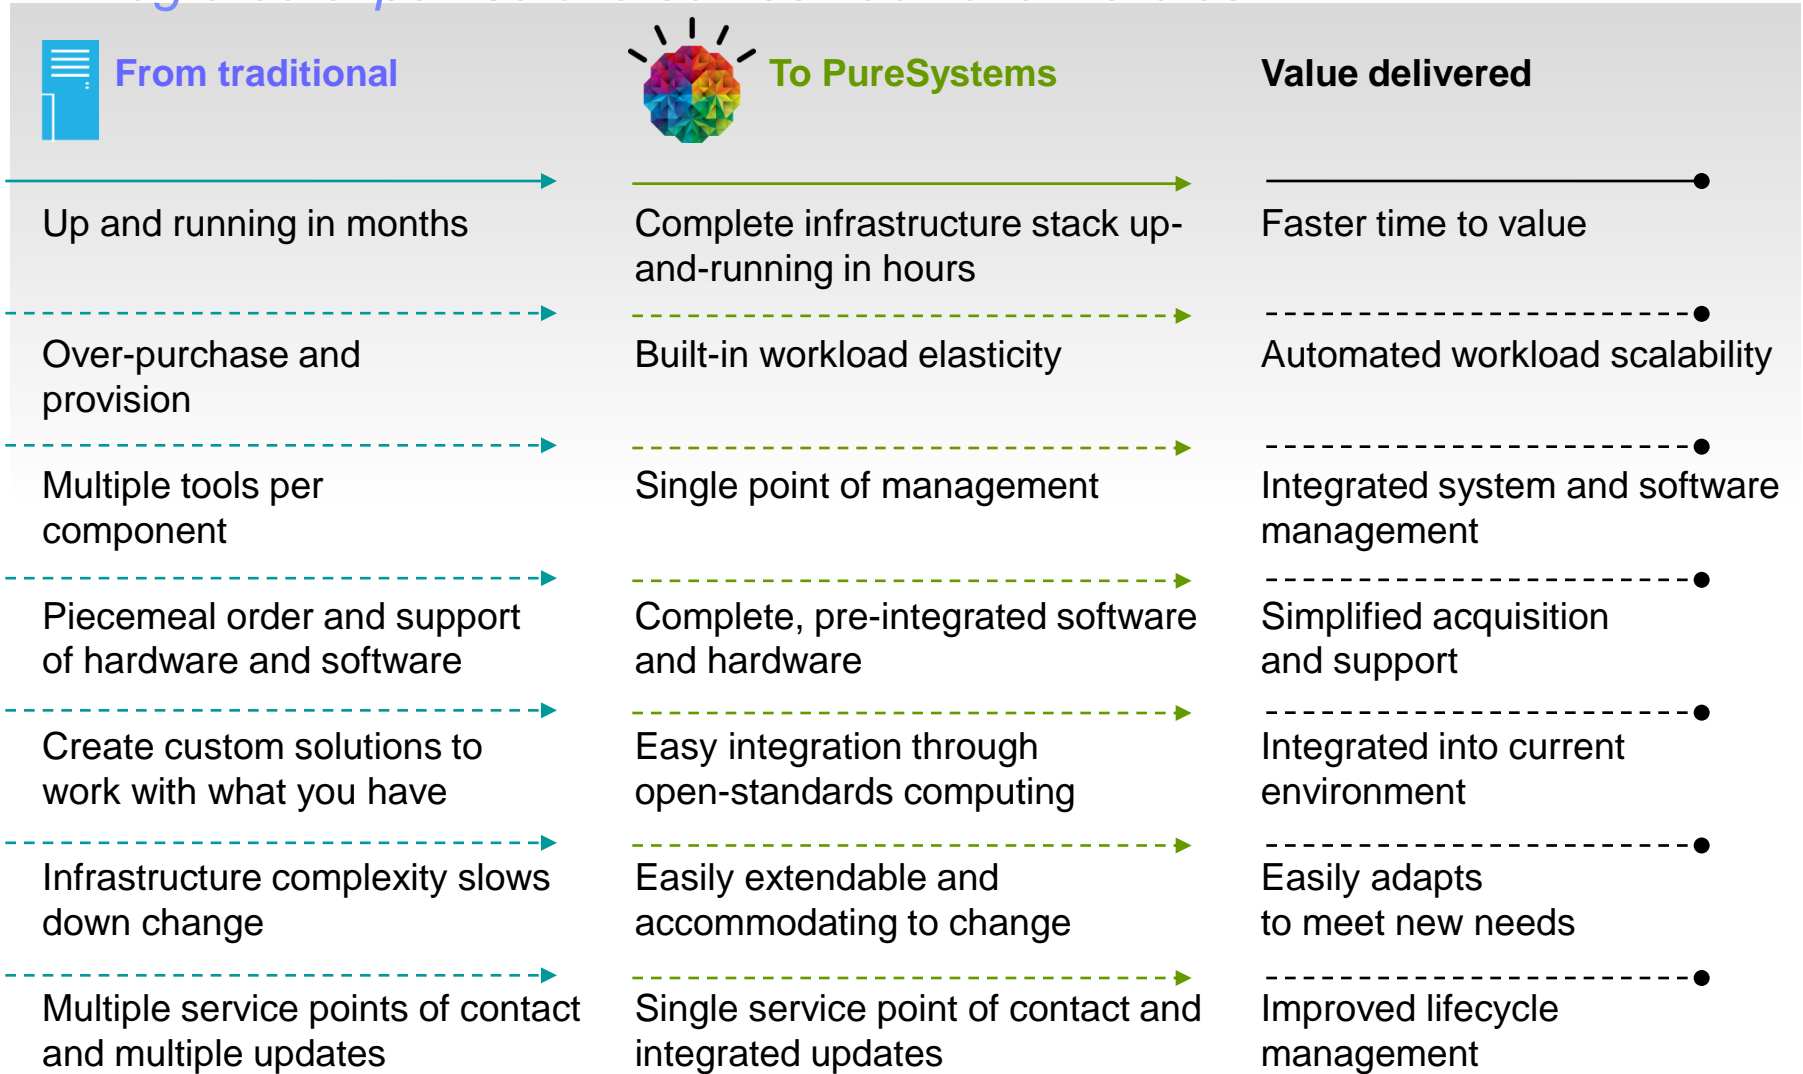 From traditional
To PureSystems
Value delivered
Up and running in months
Complete infrastructure stack up-
and-running in hours
Faster time to value
Over-purchase and
provision
Built-in workload elasticity
Automated workload scalability
Multiple tools per
component
Single point of management
Integrated system and software
management
Piecemeal order and support
of hardware and software
Complete, pre-integrated software
and hardware
Simplified acquisition
and support
Create custom solutions to
work with what you have
Easy integration through
open-standards computing
Integrated into current
environment
Infrastructure complexity slows
down change
Easily extendable and
accommodating to change
Easily adapts
to meet new needs
Multiple service points of contact
and multiple updates
Single service point of contact and
integrated updates
Improved lifecycle
management